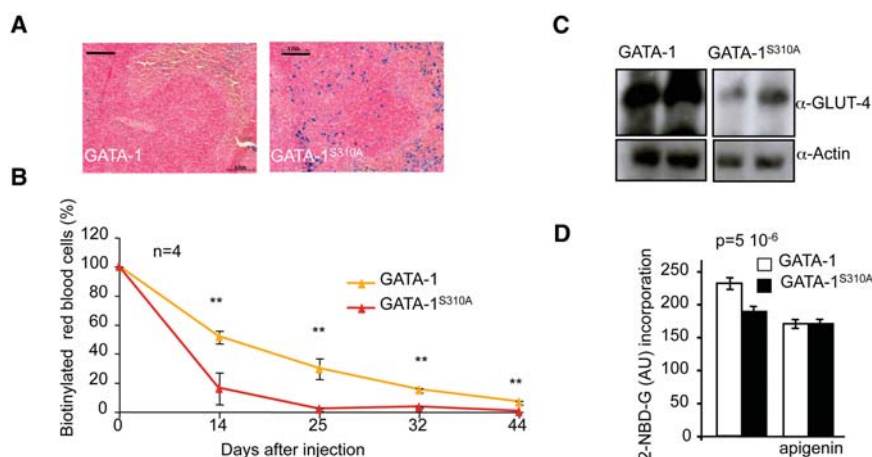 A
GATA-1
GATA-1S310A
B
Biotinylated red blood cells (%)
120
100
80
60
40
20
0
n=4
**
**
**
**
GATA-1
GATA-1S310A
0
14
25
32
44
Days after injection
C
GATA-1
GATA-1S310A
α-GLUT-4
α-Actin
D
p=5 10-6
GATA-1
GATA-1S310A
2-NBD-G (AU) incorporation
250
200
150
100
50
0
apigenin